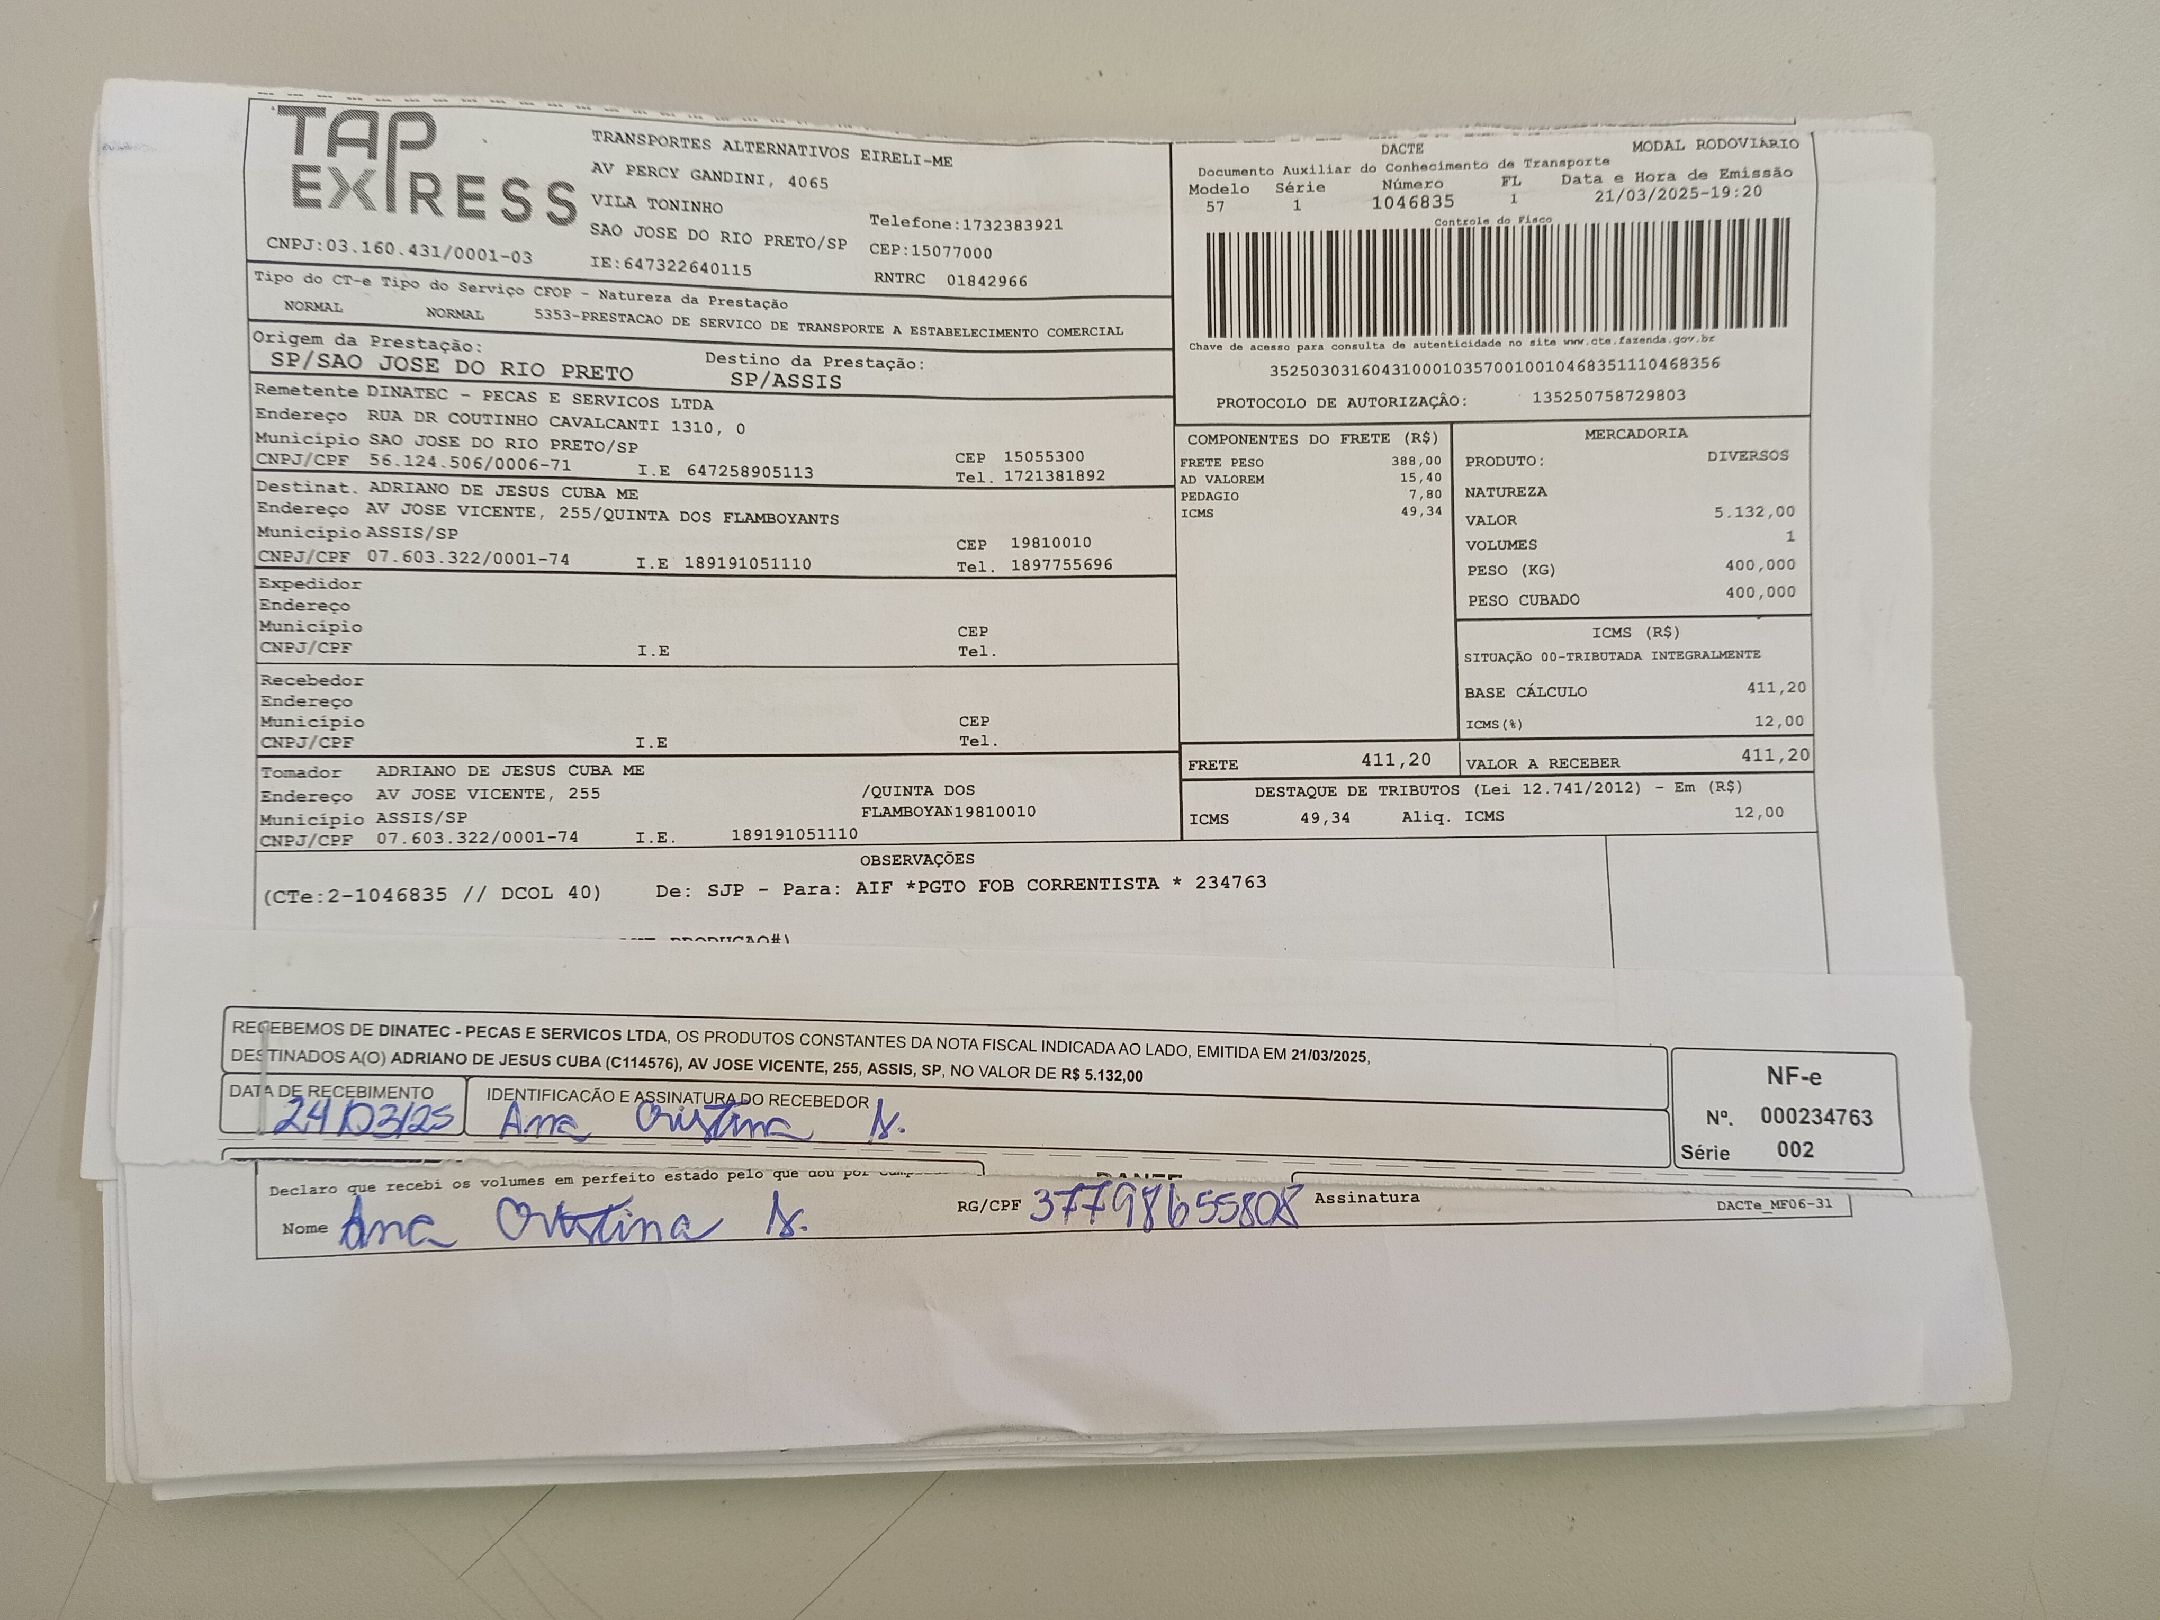 TAP EXPRESS
TRANSPORTES ALTERNATIVOS EIRELI-ME
AV PERCY GANDINI, 4065
VILA TONINHO
SAO JOSE DO RIO PRETO/SP
Telefone:1732383921
CEP:15077000
CNPJ:03.160.431/0001-03
IE:647322640115
RNTRC 01842966
DACTE
MODAL RODOVIÁRIO
Documento Auxiliar do Conhecimento de Transporte
Modelo Série Número FL Data e Hora de Emissão
57 1 1046835 1 21/03/2025-19:20
Controle do Fisco
Chave de acesso para consulta de autenticidade no site www.cte.fazenda.gov.br
35250303160431000103570010010468351110468356
PROTOCOLO DE AUTORIZAÇÂO: 135250758729803
Tipo do CT-e Tipo do Serviço CFOP - Natureza da Prestação
NORMAL NORMAL 5353-PRESTACAO DE SERVICO DE TRANSPORTE A ESTABELECIMENTO COMERCIAL
Origem da Prestação: Destino da Prestação:
SP/SAO JOSE DO RIO PRETO SP/ASSIS
Remetente DINATEC - PECAS E SERVICOS LTDA
Endereço RUA DR COUTINHO CAVALCANTI 1310, 0
Município SAO JOSE DO RIO PRETO/SP CEP 15055300
CNPJ/CPF 56.124.506/0006-71 I.E 647258905113 Tel. 1721381892
Destinat. ADRIANO DE JESUS CUBA ME
Endereço AV JOSE VICENTE, 255/QUINTA DOS FLAMBOYANTS
Município ASSIS/SP CEP 19810010
CNPJ/CPF 07.603.322/0001-74 I.E 189191051110 Tel. 1897755696
Expedidor
Endereço
Município CEP
CNPJ/CPF I.E Tel.
Recebedor
Endereço
Município CEP
CNPJ/CPF I.E Tel.
Tomador ADRIANO DE JESUS CUBA ME
Endereço AV JOSE VICENTE, 255 /QUINTA DOS
Município ASSIS/SP FLAMBOYAN19810010
CNPJ/CPF 07.603.322/0001-74 I.E. 189191051110
COMPONENTES DO FRETE (R$)
FRETE PESO 388,00
AD VALOREM 15,40
PEDAGIO 7,80
ICMS 49,34
MERCADORIA
PRODUTO: DIVERSOS
NATUREZA
VALOR 5.132,00
VOLUMES 1
PESO (KG) 400,000
PESO CUBADO 400,000
ICMS (R$)
SITUAÇÃO 00-TRIBUTADA INTEGRALMENTE
BASE CÁLCULO 411,20
ICMS(%) 12,00
FRETE 411,20 VALOR A RECEBER 411,20
DESTAQUE DE TRIBUTOS (Lei 12.741/2012) - Em (R$)
ICMS 49,34 Aliq. ICMS 12,00
OBSERVAÇÕES
(CTe:2-1046835 // DCOL 40) De: SJP - Para: AIF *PGTO FOB CORRENTISTA * 234763
RECEBEMOS DE DINATEC - PECAS E SERVICOS LTDA, OS PRODUTOS CONSTANTES DA NOTA FISCAL INDICADA AO LADO, EMITIDA EM 21/03/2025,
DESTINADOS A(O) ADRIANO DE JESUS CUBA (C114576), AV JOSE VICENTE, 255, ASSIS, SP, NO VALOR DE R$ 5.132,00
DATA DE RECEBIMENTO IDENTIFICAÇÃO E ASSINATURA DO RECEBEDOR
24/03/25 Ana Cristina S.
NF-e
Nº. 000234763
Série 002
Declaro que recebi os volumes em perfeito estado pelo que dou por
Nome Ana Cristina S. RG/CPF 37798655808 Assinatura
DACTe_MF06-31